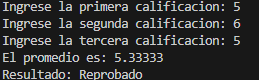 Ingrese la primera calificacion: 5
Ingrese la segunda calificacion: 6
Ingrese la tercera calificacion: 5
El promedio es: 5.33333
Resultado: Reprobado